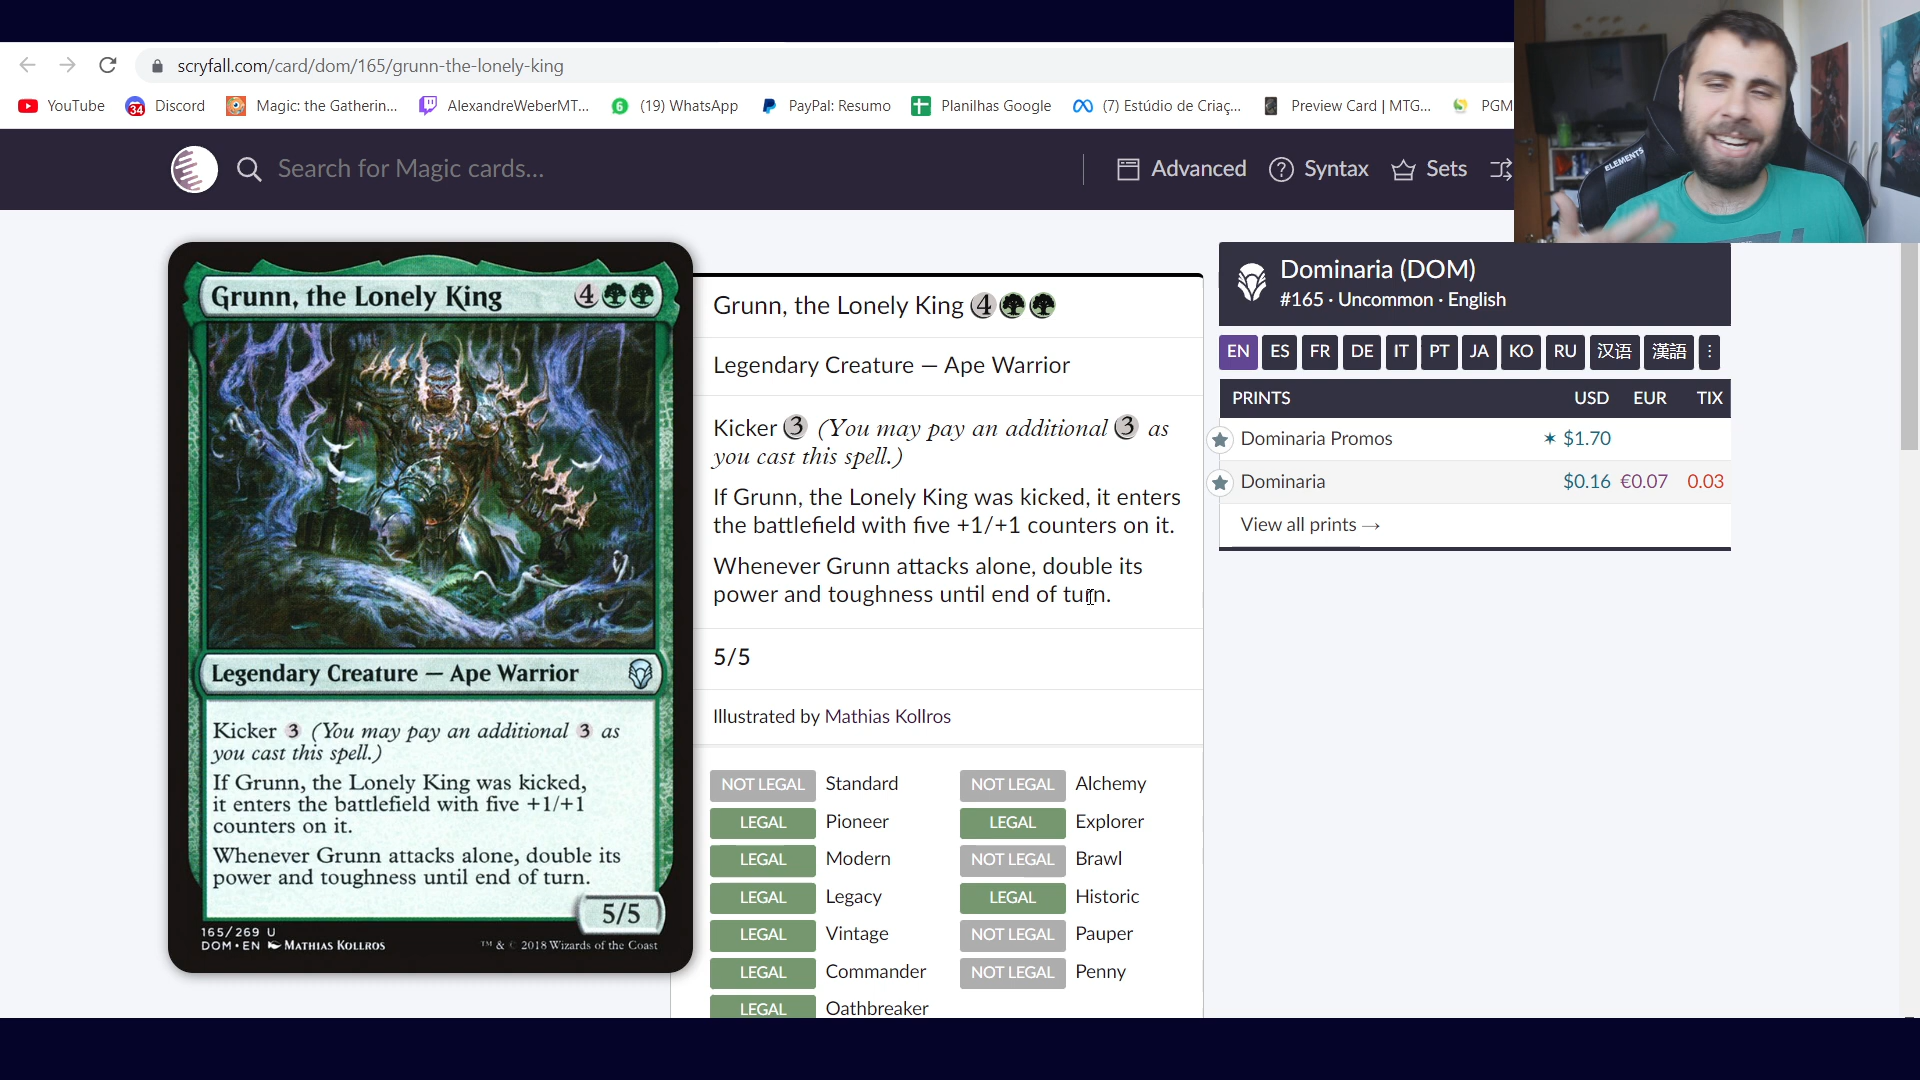 scryfall.com/card/dom/165/grunn-the-lonely-king
YouTube
34
Discord
Magic: the Gatherin...
AlexandreWeberMT...
6
(19) WhatsApp
PayPal: Resumo
Planilhas Google
(7) Estúdio de Criaç...
Preview Card | MTG...
PGM
ELEMENTS
Search for Magic cards...
Advanced
? Syntax
Sets
Grunn, the Lonely King 4
Legendary Creature — Ape Warrior
Kicker 3 (You may pay an additional 3 as
you cast this spell.)
If Grunn, the Lonely King was kicked,
it enters the battlefield with five +1/+1
counters on it.
Whenever Grunn attacks alone, double its
power and toughness until end of turn.
5/5
165/269 U
DOM • EN MATHIAS KOLLROS
™ & © 2018 Wizards of the Coast
Grunn, the Lonely King 4
Legendary Creature — Ape Warrior
Kicker 3 (You may pay an additional 3 as
you cast this spell.)
If Grunn, the Lonely King was kicked, it enters
the battlefield with five +1/+1 counters on it.
Whenever Grunn attacks alone, double its
power and toughness until end of turn.
5/5
Illustrated by Mathias Kollros
NOT LEGAL Standard NOT LEGAL Alchemy
LEGAL Pioneer LEGAL Explorer
LEGAL Modern NOT LEGAL Brawl
LEGAL Legacy LEGAL Historic
LEGAL Vintage NOT LEGAL Pauper
LEGAL Commander NOT LEGAL Penny
LEGAL Oathbreaker
Dominaria (DOM)
#165 · Uncommon · English
EN ES FR DE IT PT JA KO RU 汉语 漢語 ⋮
PRINTS USD EUR TIX
Dominaria Promos ✶ $1.70
Dominaria $0.16 €0.07 0.03
View all prints →